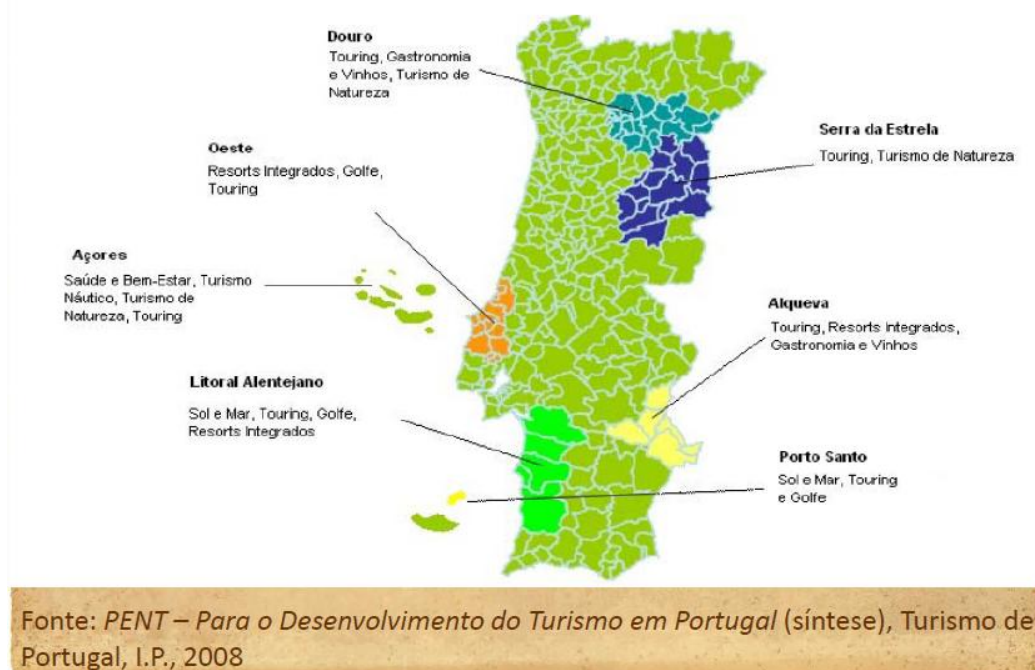 Douro
Touring, Gastronomia
e Vinhos, Turismo de
Natureza
Serra da Estrela
Touring, Turismo de Natureza
Oeste
Resorts Integrados, Golfe,
Touring
Açores
Saúde e Bem-Estar, Turismo
Náutico, Turismo de
Natureza, Touring
Alqueva
Touring, Resorts Integrados,
Gastronomia e Vinhos
Litoral Alentejano
Sol e Mar, Touring, Golfe,
Resorts Integrados
Porto Santo
Sol e Mar, Touring
e Golfe
Fonte: PENT – Para o Desenvolvimento do Turismo em Portugal (síntese), Turismo de
Portugal, I.P., 2008